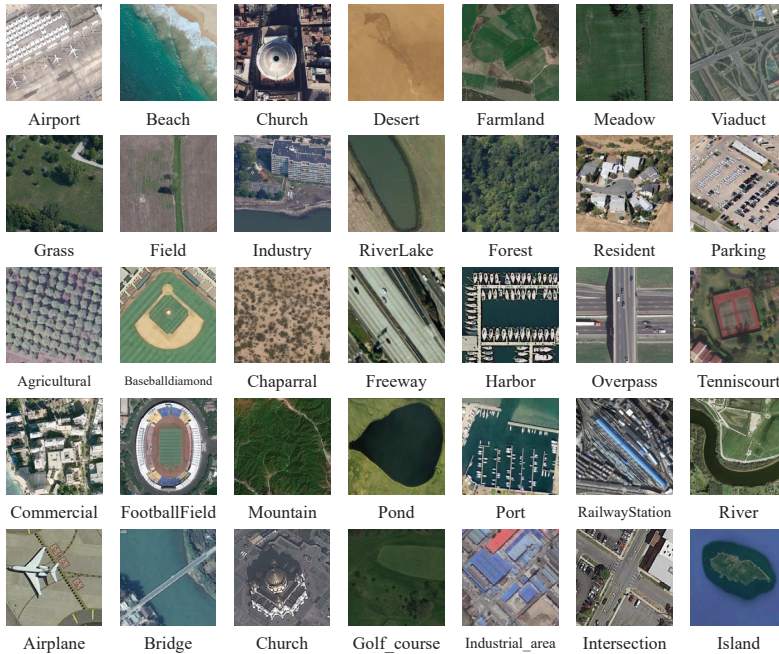 Airport Beach Church Desert Farmland Meadow Viaduct
Grass Field Industry RiverLake Forest Resident Parking
Agricultural Baseballdiamond Chaparral Freeway Harbor Overpass Tenniscourt
Commercial FootballField Mountain Pond Port RailwayStation River
Airplane Bridge Church Golf_course Industrial_area Intersection Island